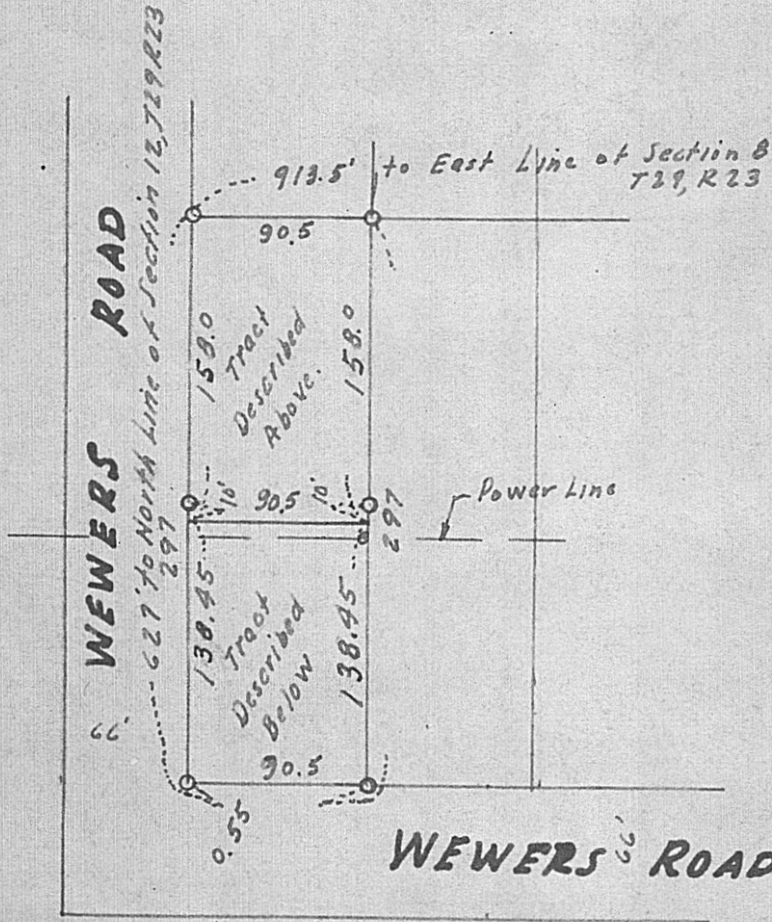 WEWERS ROAD
66'
627' to North Line of Section 12, T29 R23
297
913.5' to East Line of Section 8
T29, R23
90.5
158.0
Tract
Described
Above.
158.0
10'
90.5
10'
297
Power Line
138.45
Tract
Described
Below
138.45
90.5
0.55
WEWERS 66' ROAD